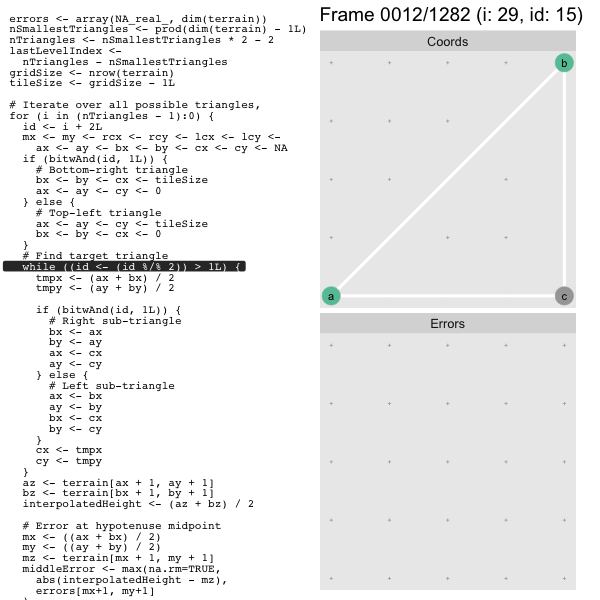 errors <- array(NA_real_, dim(terrain))
nSmallestTriangles <- prod(dim(terrain) - 1L)
nTriangles <- nSmallestTriangles * 2 - 2
lastLevelIndex <-
  nTriangles - nSmallestTriangles
gridSize <- nrow(terrain)
tileSize <- gridSize - 1L

# Iterate over all possible triangles,
for (i in (nTriangles - 1):0) {
  id <- i + 2L
  mx <- my <- rcx <- rcy <- lcx <- lcy <-
    ax <- ay <- bx <- by <- cx <- cy <- NA
  if (bitwAnd(id, 1L)) {
    # Bottom-right triangle
    bx <- by <- cx <- tileSize
    ax <- ay <- cy <- 0
  } else {
    # Top-left triangle
    ax <- ay <- cy <- tileSize
    bx <- by <- cx <- 0
  }
  # Find target triangle
  while ((id <- (id %/% 2)) > 1L) {
    tmpx <- (ax + bx) / 2
    tmpy <- (ay + by) / 2

    if (bitwAnd(id, 1L)) {
      # Right sub-triangle
      bx <- ax
      by <- ay
      ax <- cx
      ay <- cy
    } else {
      # Left sub-triangle
      ax <- bx
      ay <- by
      bx <- cx
      by <- cy
    }
    cx <- tmpx
    cy <- tmpy
  }
  az <- terrain[ax + 1, ay + 1]
  bz <- terrain[bx + 1, by + 1]
  interpolatedHeight <- (az + bz) / 2

  # Error at hypotenuse midpoint
  mx <- ((ax + bx) / 2)
  my <- ((ay + by) / 2)
  mz <- terrain[mx + 1, my + 1]
  middleError <- max(na.rm=TRUE,
    abs(interpolatedHeight - mz),
    errors[mx+1, my+1]
Frame 0012/1282 (i: 29, id: 15)
Coords
b
a
c
Errors